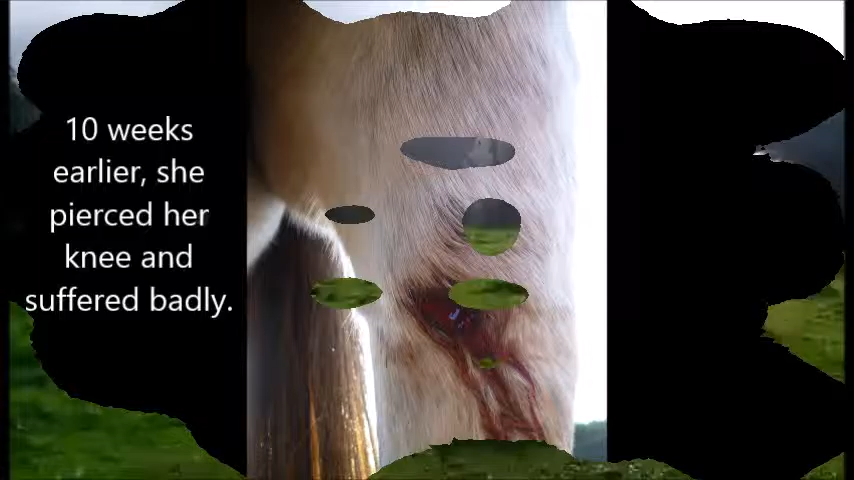 10 weeks
earlier, she
pierced her
knee and
suffered badly.